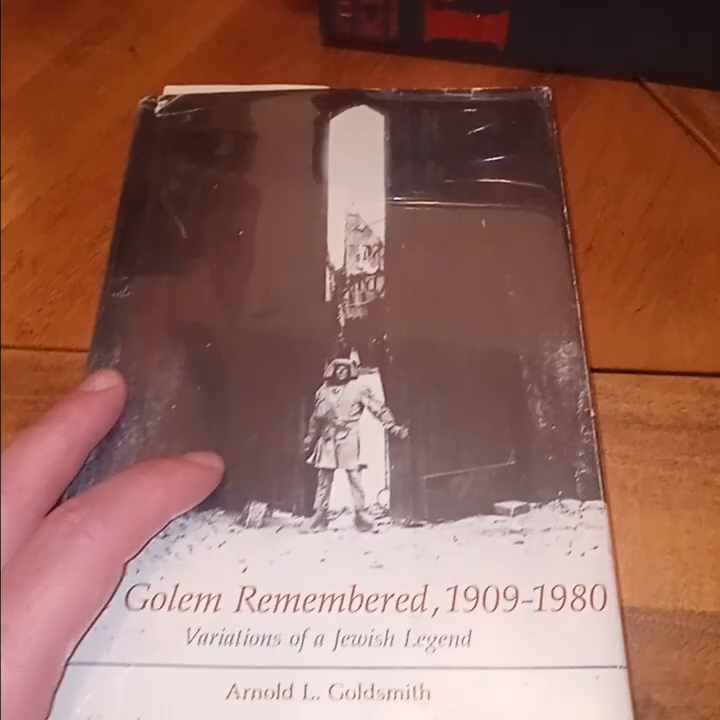 Golem Remembered, 1909-1980
Variations of a Jewish Legend
Arnold L. Goldsmith